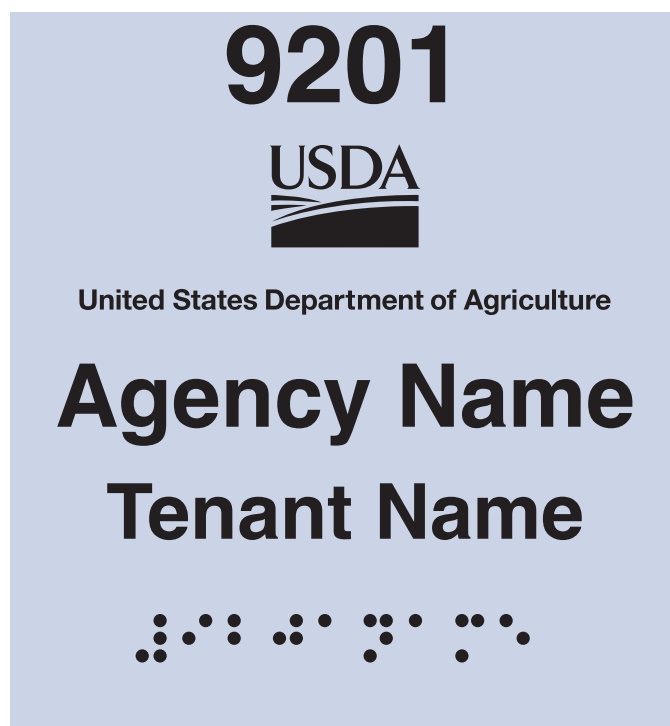 9201
USDA
United States Department of Agriculture
Agency Name
Tenant Name
⠼⠊⠃⠚⠁⠝⠁⠍⠑